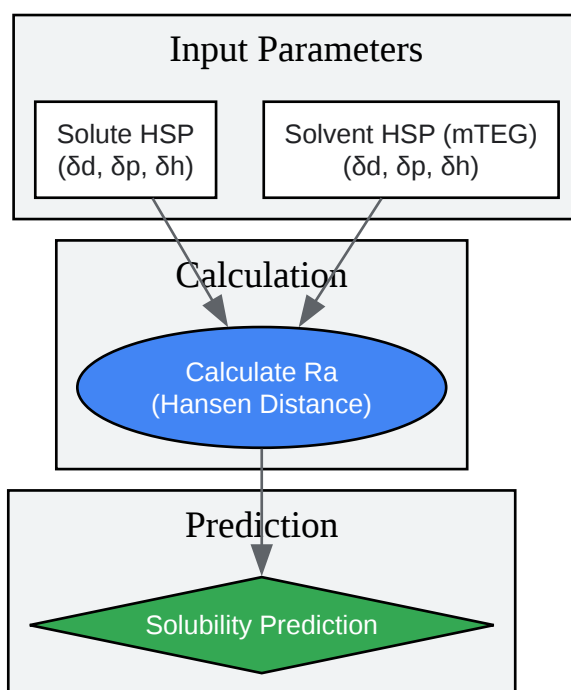 Input Parameters
Solute HSP
(δd, δp, δh)
Solvent HSP (mTEG)
(δd, δp, δh)
Calculation
Calculate Ra
(Hansen Distance)
Prediction
Solubility Prediction